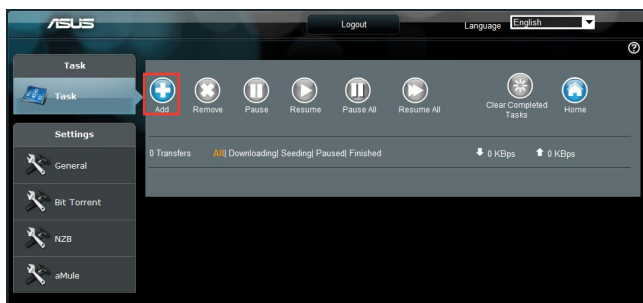 ASUS
Logout
Language English
Task
Task
Add Remove Pause Resume Pause All Resume All Clear Completed Tasks Home
Settings
0 Transfers All| Downloading| Seeding| Paused| Finished 0 KBps 0 KBps
General
Bit Torrent
NZB
aMule